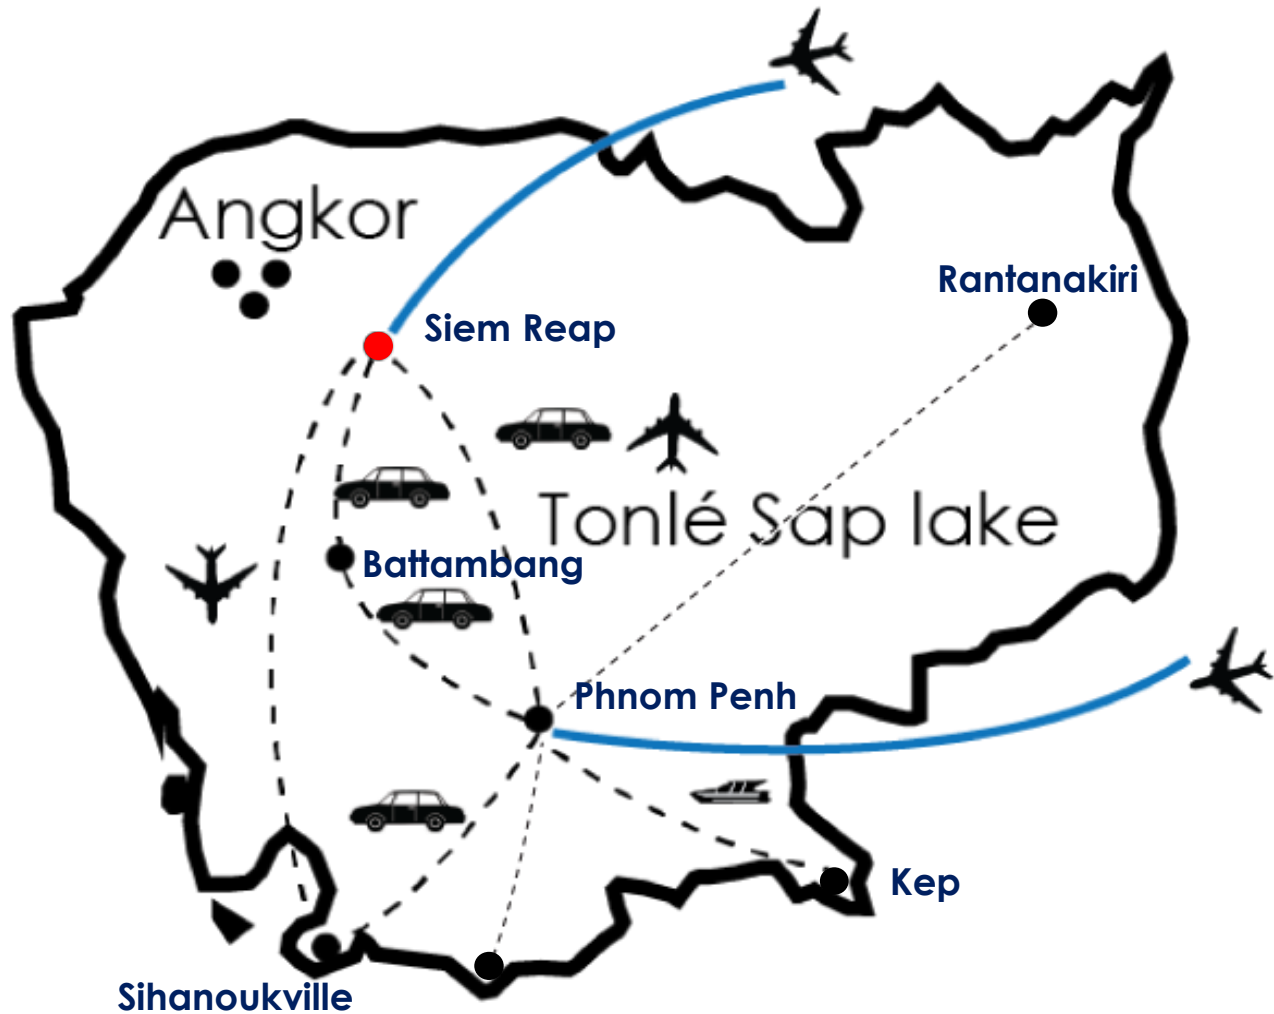 Angkor
Rantanakiri
Siem Reap
Tonlé Sap lake
Battambang
Phnom Penh
Kep
Sihanoukville